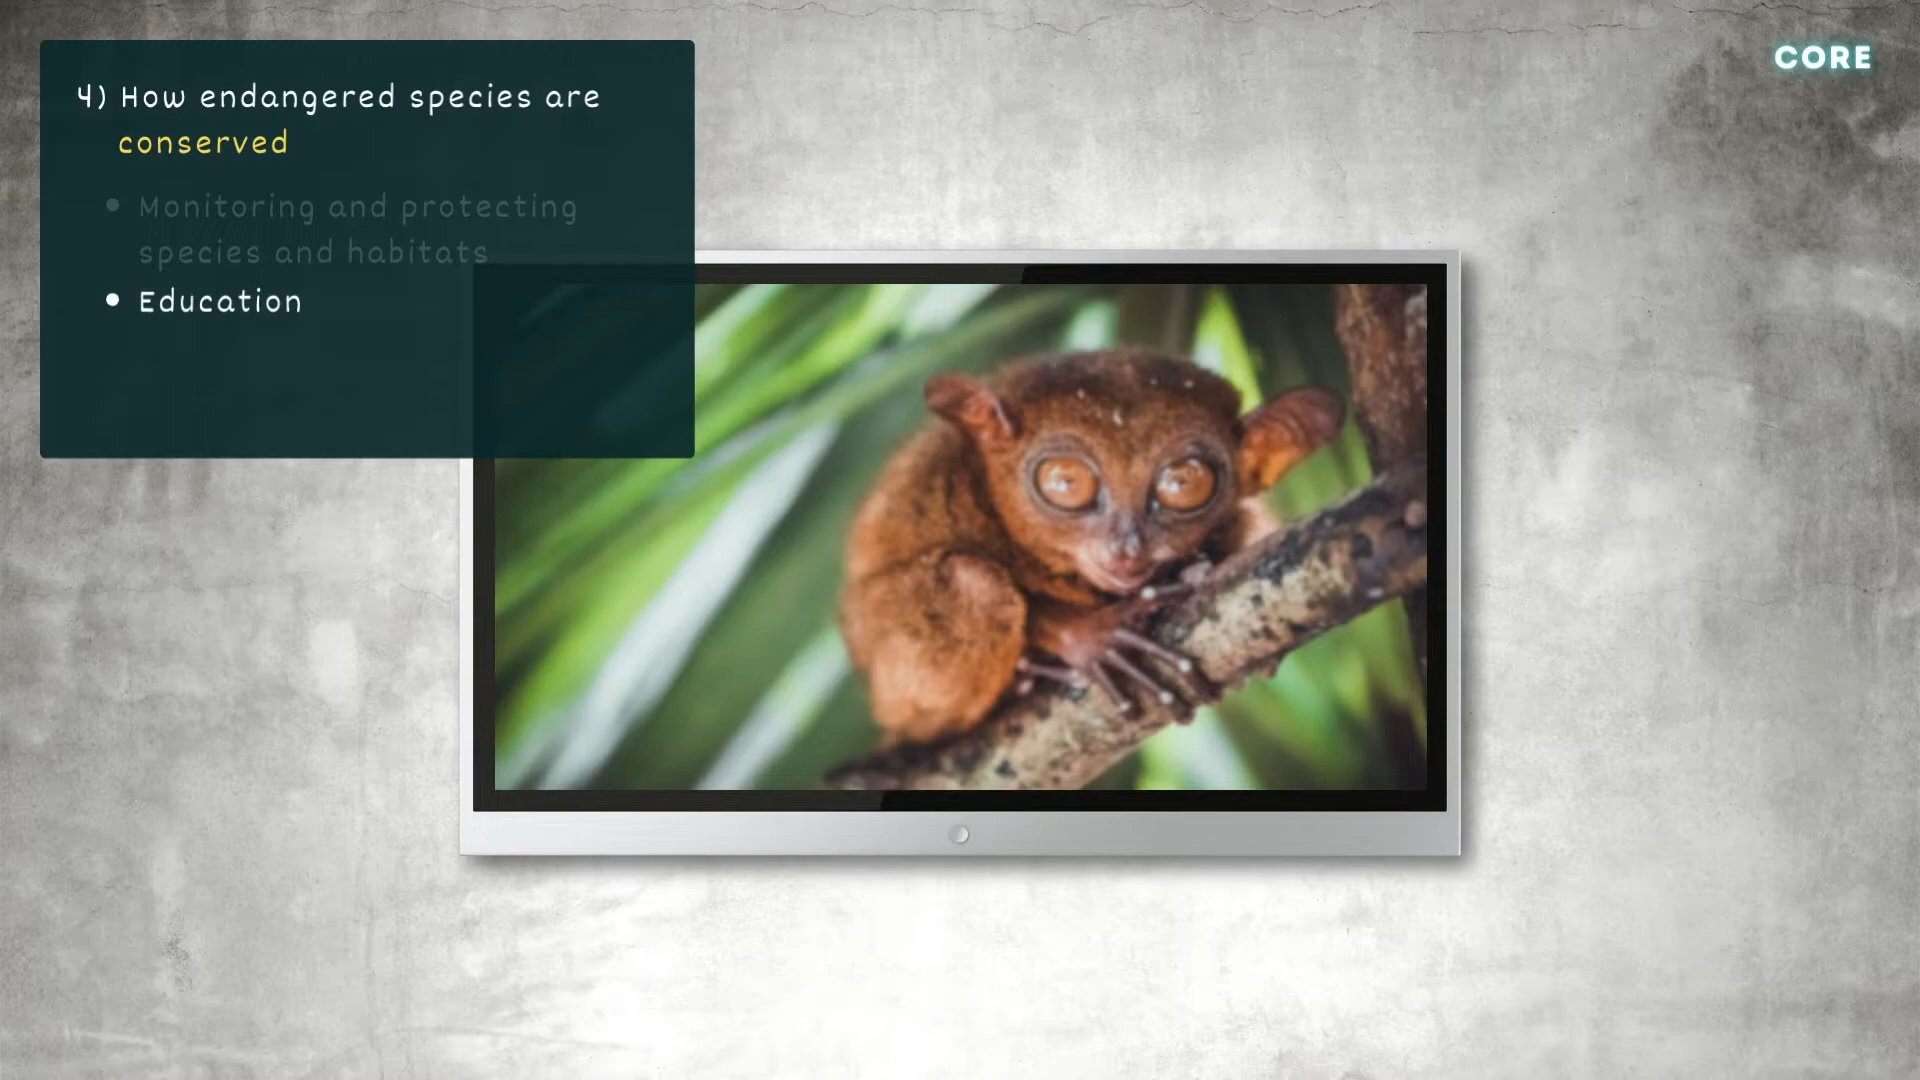 CORE
4) How endangered species are
conserved
• Monitoring and protecting
species and habitats
• Education